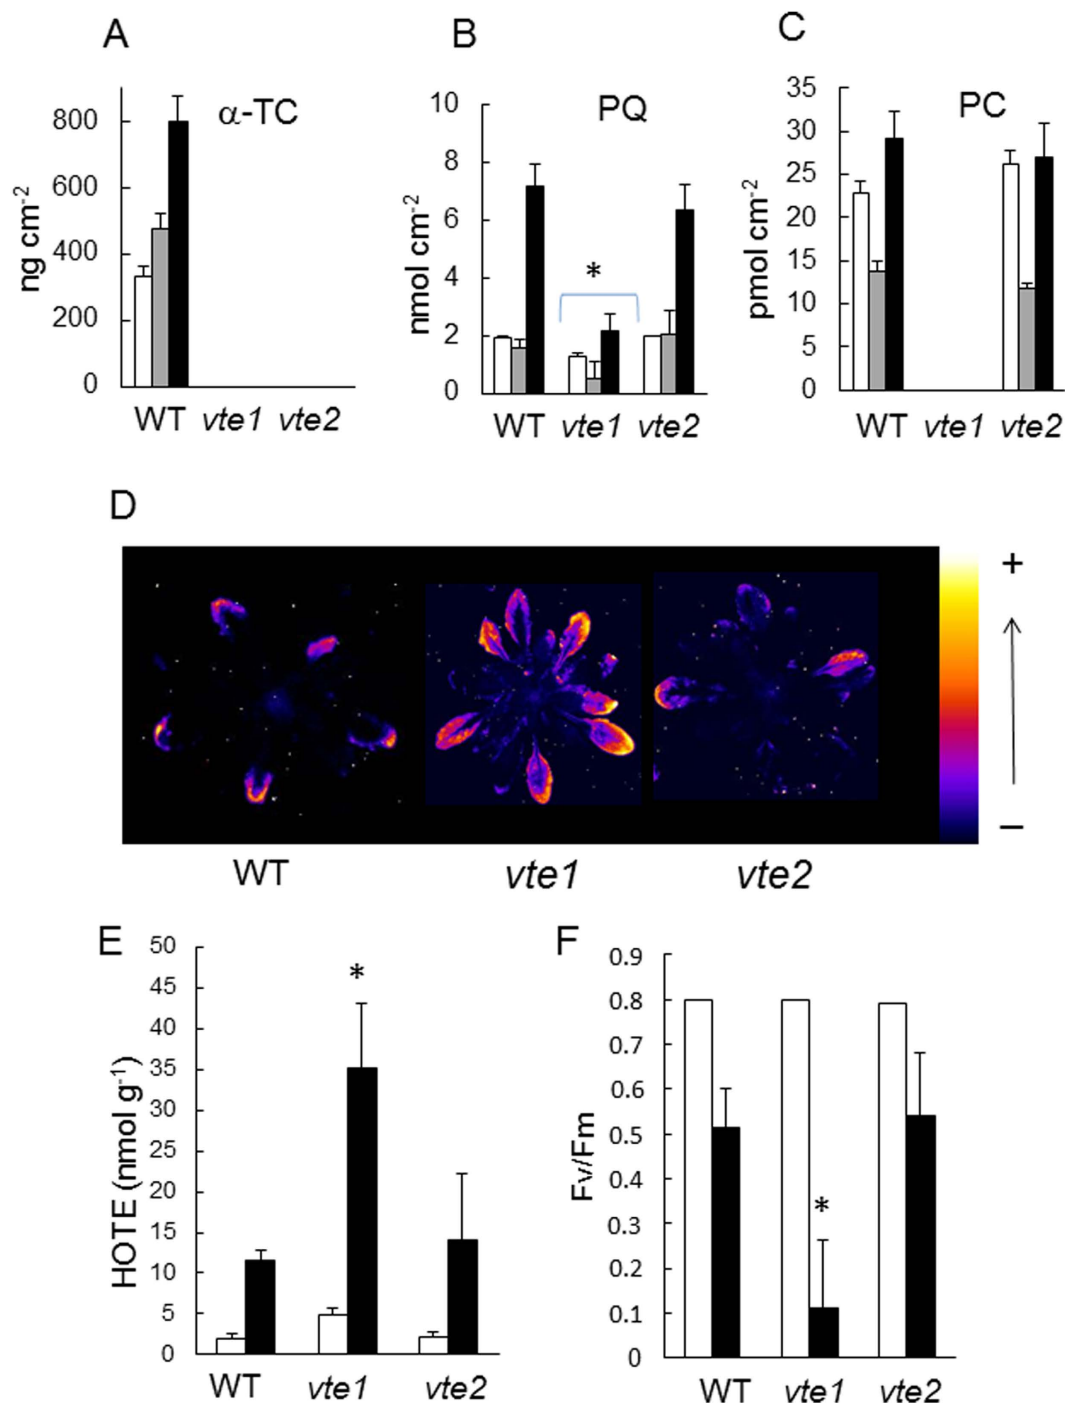 A
α-TC
ng cm-2
800
600
400
200
0
WT vte1 vte2
B
PQ
nmol cm-2
10
8
6
4
2
0
*
WT vte1 vte2
C
PC
pmol cm-2
35
30
25
20
15
10
5
0
WT vte1 vte2
D
+
–
WT vte1 vte2
E
HOTE (nmol g-1)
50
45
40
35
30
25
20
15
10
5
0
*
WT vte1 vte2
F
Fv/Fm
0.9
0.8
0.7
0.6
0.5
0.4
0.3
0.2
0.1
0
*
WT vte1 vte2